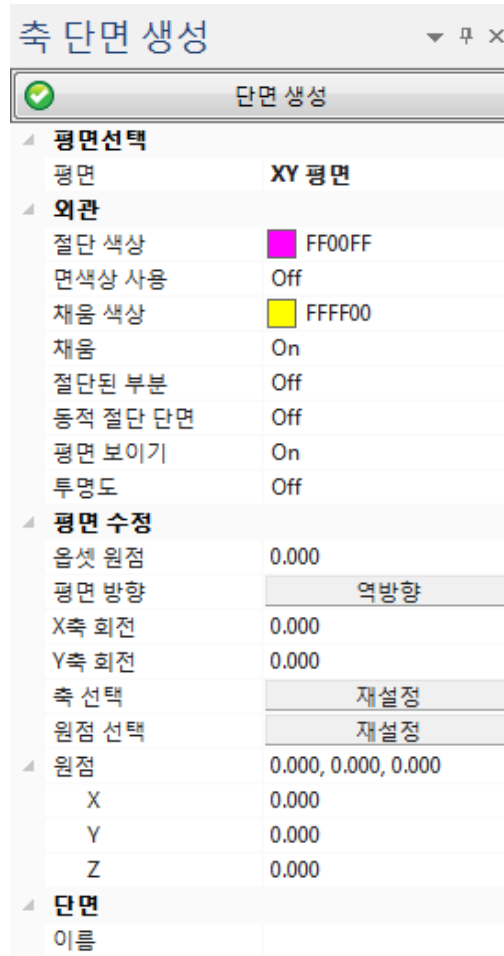 축 단면 생성
단면 생성
평면선택
평면 XY 평면
외관
절단 색상 FF00FF
면색상 사용 Off
채움 색상 FFFF00
채움 On
절단된 부분 Off
동적 절단 단면 Off
평면 보이기 On
투명도 Off
평면 수정
옵셋 원점 0.000
평면 방향 역방향
X축 회전 0.000
Y축 회전 0.000
축 선택 재설정
원점 선택 재설정
원점 0.000, 0.000, 0.000
X 0.000
Y 0.000
Z 0.000
단면
이름